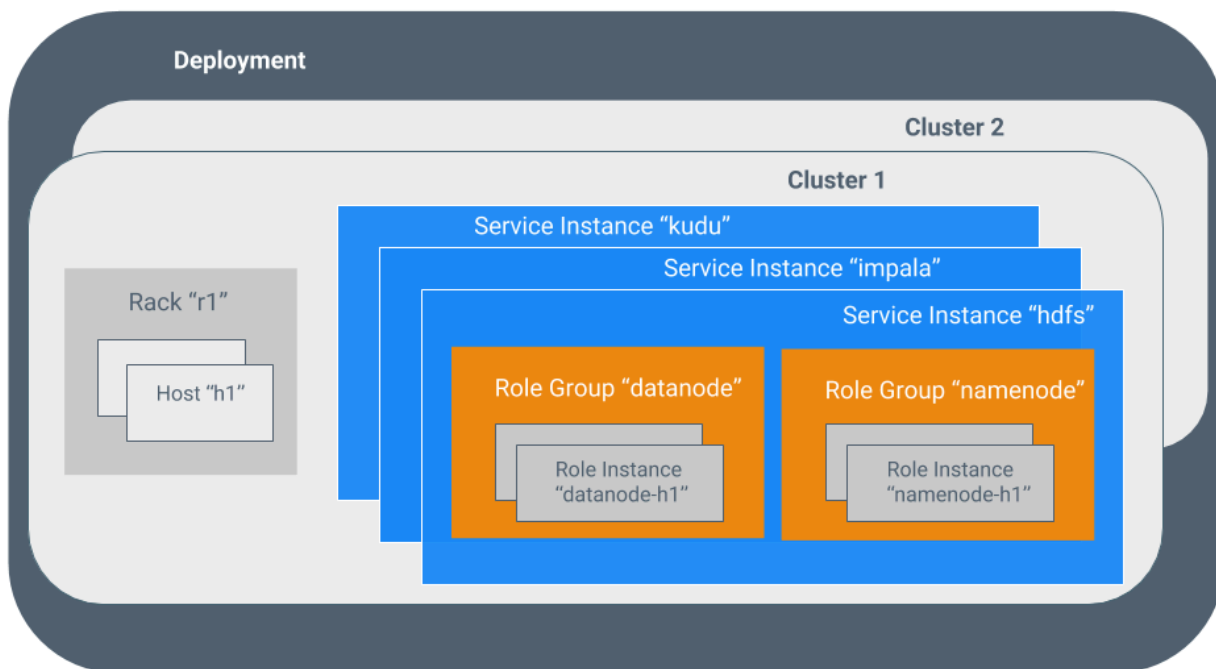 Deployment
Cluster 2
Cluster 1
Service Instance “kudu”
Service Instance “impala”
Service Instance “hdfs”
Rack “r1”
Host “h1”
Role Group “datanode”
Role Instance
“datanode-h1”
Role Group “namenode”
Role Instance
“namenode-h1”